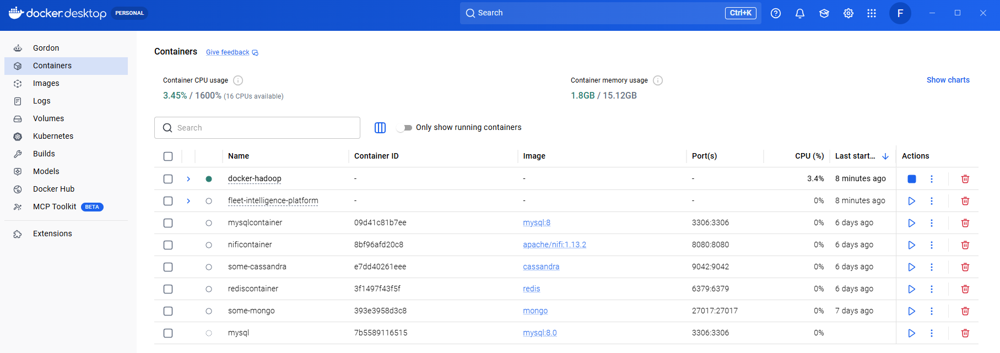 docker.desktop PERSONAL Search Ctrl+K F
Gordon
Containers
Images
Logs
Volumes
Kubernetes
Builds
Models
Docker Hub
MCP Toolkit BETA
Extensions
Containers Give feedback
Container CPU usage
3.45% / 1600% (16 CPUs available)
Container memory usage
1.8GB / 15.12GB
Show charts
Search
Only show running containers
Name Container ID Image Port(s) CPU (%) Last start... Actions
docker-hadoop - - - 3.4% 8 minutes ago
fleet-intelligence-platform - - - 0% 8 minutes ago
mysqlcontainer 09d41c81b7ee mysql:8 3306:3306 0% 6 days ago
nificontainer 8bf96afd20c8 apache/nifi:1.13.2 8080:8080 0% 6 days ago
some-cassandra e7dd40261eee cassandra 9042:9042 0% 6 days ago
rediscontainer 3f1497f43f5f redis 6379:6379 0% 6 days ago
some-mongo 393e3958d3c8 mongo 27017:27017 0% 7 days ago
mysql 7b5589116515 mysql:8.0 3306:3306 0%